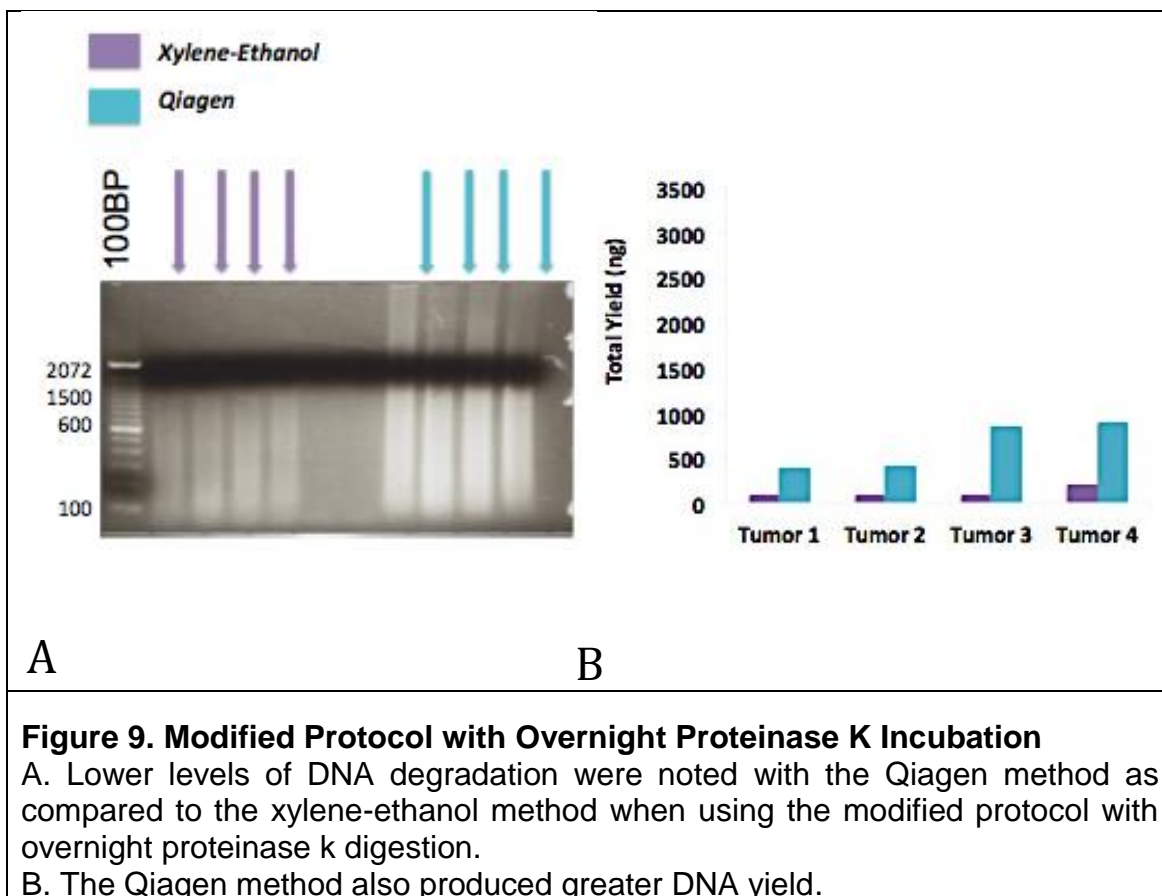 Xylene-Ethanol
Qiagen
100BP
2072
1500
600
100
Total Yield (ng)
3500
3000
2500
2000
1500
1000
500
0
Tumor 1 Tumor 2 Tumor 3 Tumor 4
A
B
Figure 9. Modified Protocol with Overnight Proteinase K Incubation
A. Lower levels of DNA degradation were noted with the Qiagen method as
compared to the xylene-ethanol method when using the modified protocol with
overnight proteinase k digestion.
B. The Qiagen method also produced greater DNA yield.